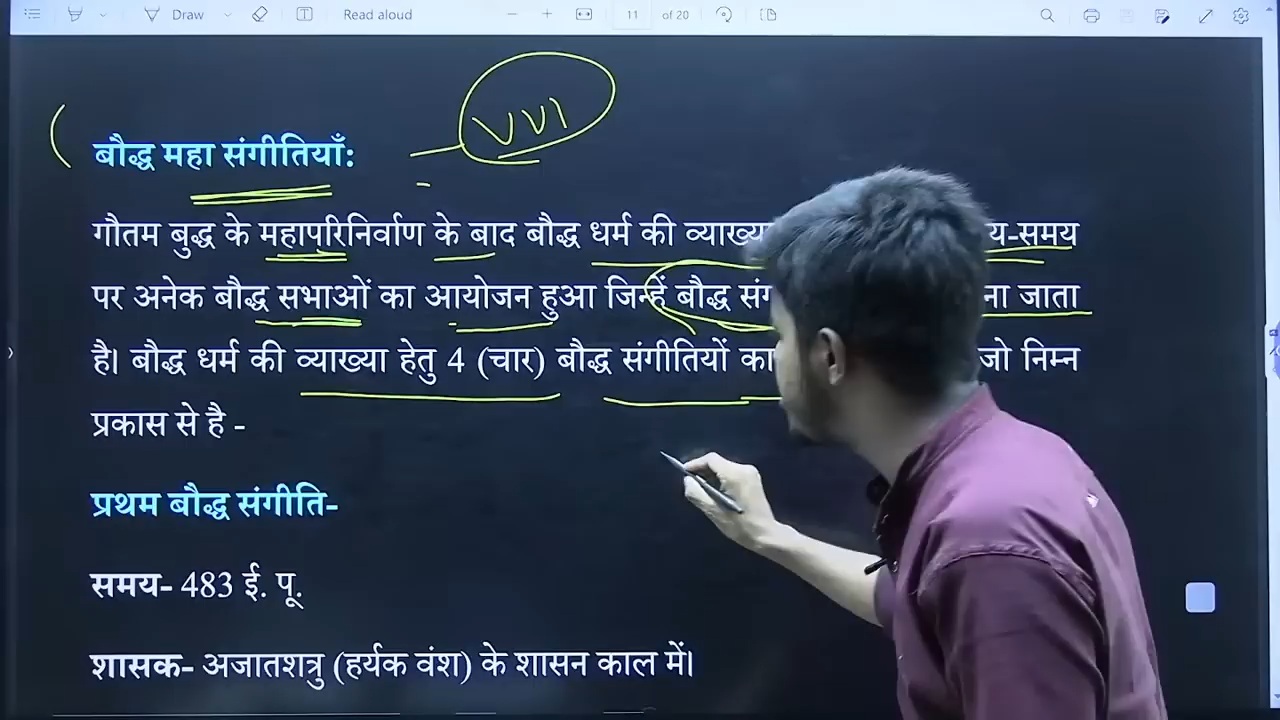 Draw
Read aloud
11 of 20
VVI
बौद्ध महा संगीतियाँ:
गौतम बुद्ध के महापरिनिर्वाण के बाद बौद्ध धर्म की व्याख्य य-समय
पर अनेक बौद्ध सभाओं का आयोजन हुआ जिन्हें बौद्ध संग ना जाता
है। बौद्ध धर्म की व्याख्या हेतु 4 (चार) बौद्ध संगीतियों का जो निम्न
प्रकास से है -
प्रथम बौद्ध संगीति-
समय- 483 ई. पू.
शासक- अजातशत्रु (हर्यक वंश) के शासन काल में।